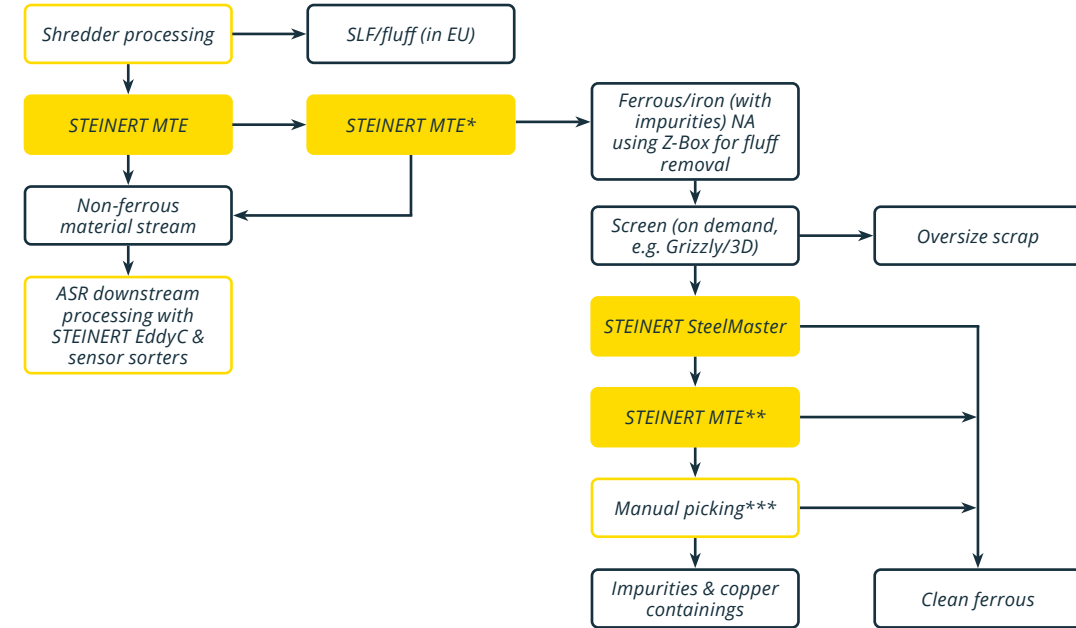 Shredder processing
SLF/fluff (in EU)
STEINERT MTE
STEINERT MTE*
Ferrous/iron (with
impurities) NA
using Z-Box for fluff
removal
Non-ferrous
material stream
Screen (on demand,
e.g. Grizzly/3D)
Oversize scrap
ASR downstream
processing with
STEINERT EddyC &
sensor sorters
STEINERT SteelMaster
STEINERT MTE**
Manual picking***
Impurities & copper
containings
Clean ferrous